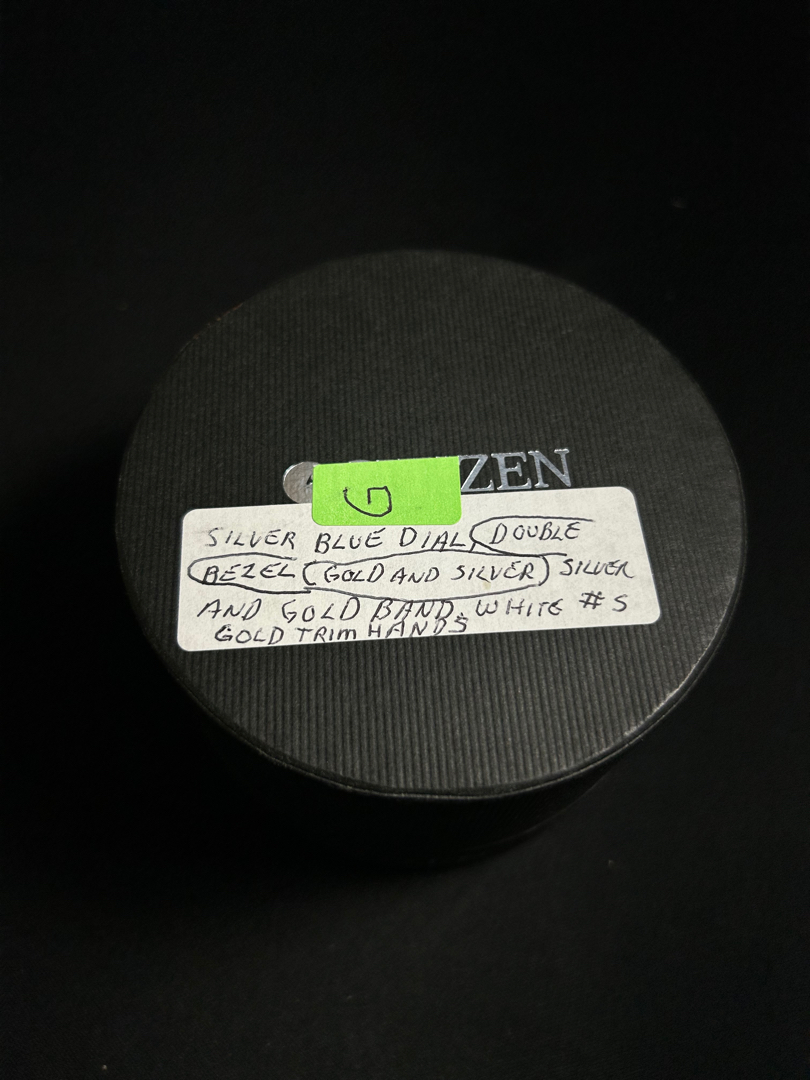 ZEN
G
SILVER BLUE DIAL, DOUBLE
BEZEL (GOLD AND SILVER) SILVER
AND GOLD BAND. WHITE #S
GOLD TRIM HANDS